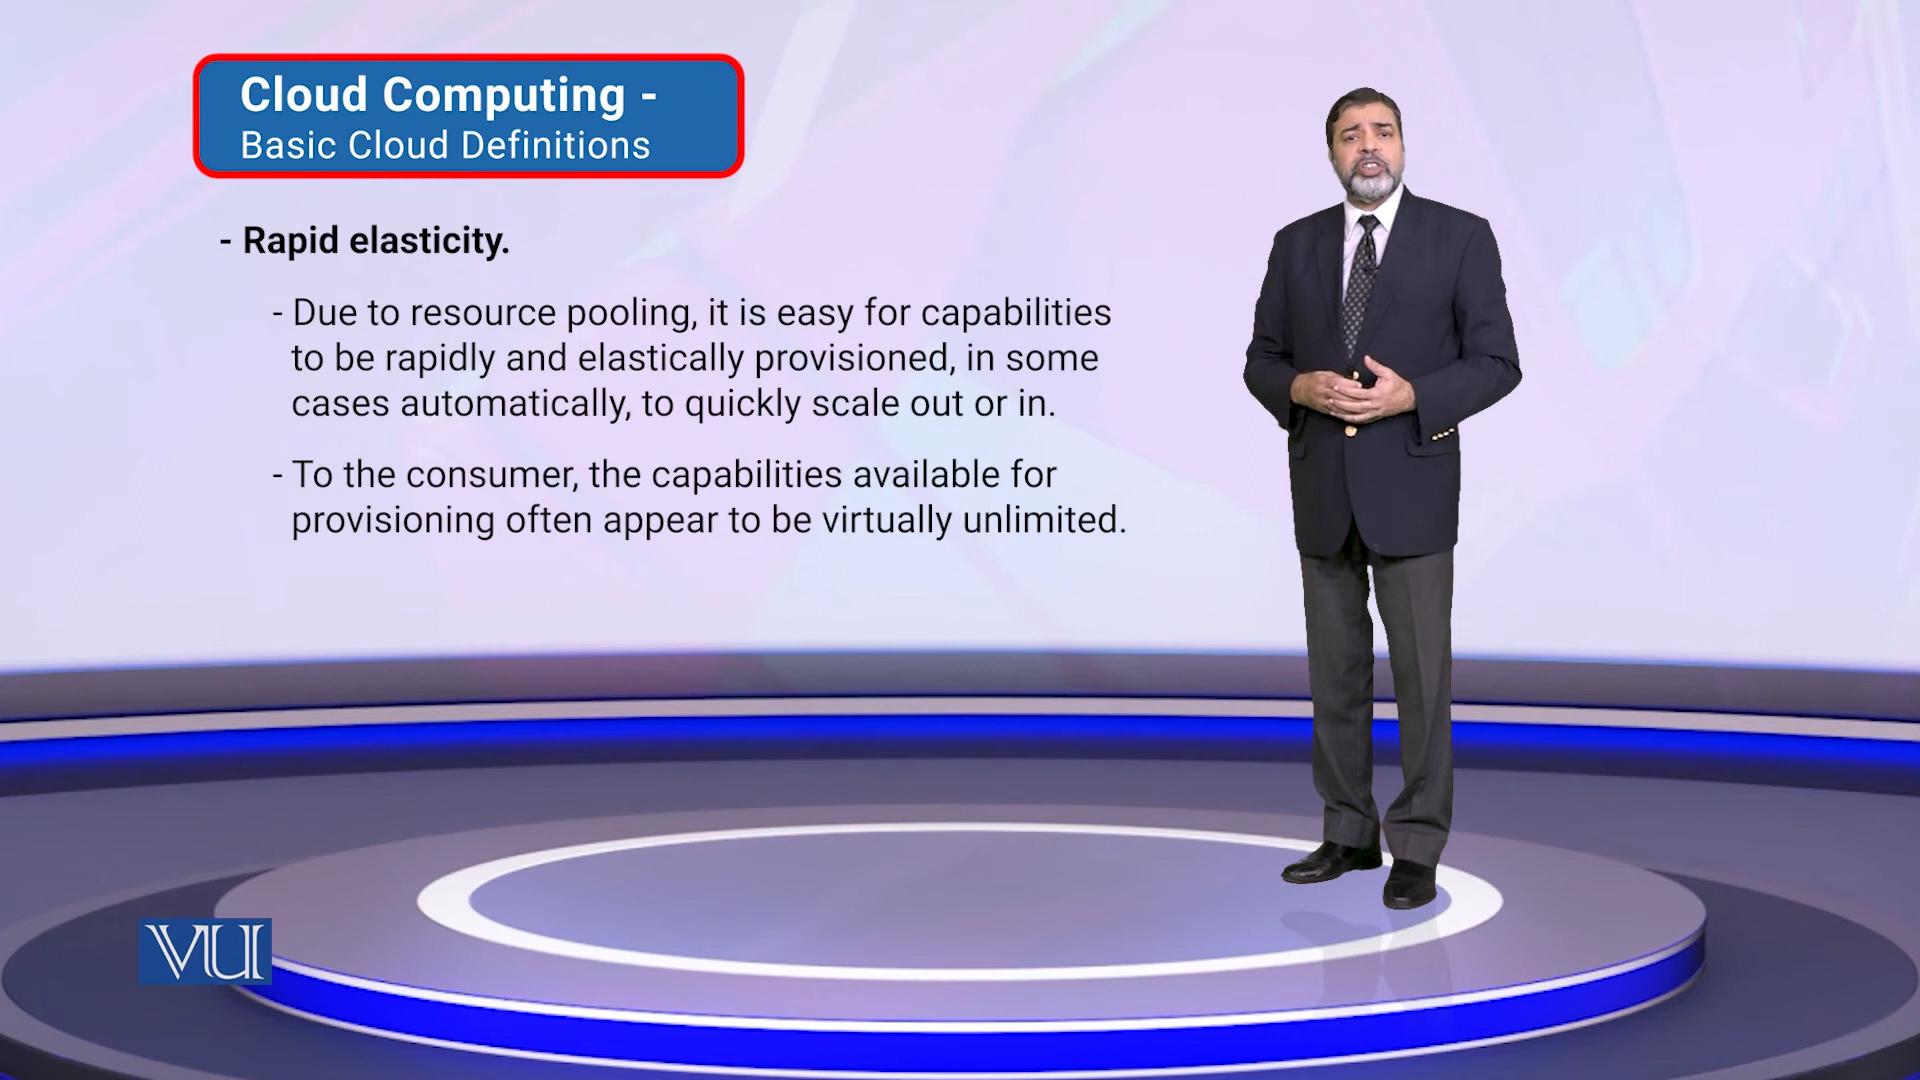 Cloud Computing -
Basic Cloud Definitions
- Rapid elasticity.
- Due to resource pooling, it is easy for capabilities
to be rapidly and elastically provisioned, in some
cases automatically, to quickly scale out or in.
- To the consumer, the capabilities available for
provisioning often appear to be virtually unlimited.
VU